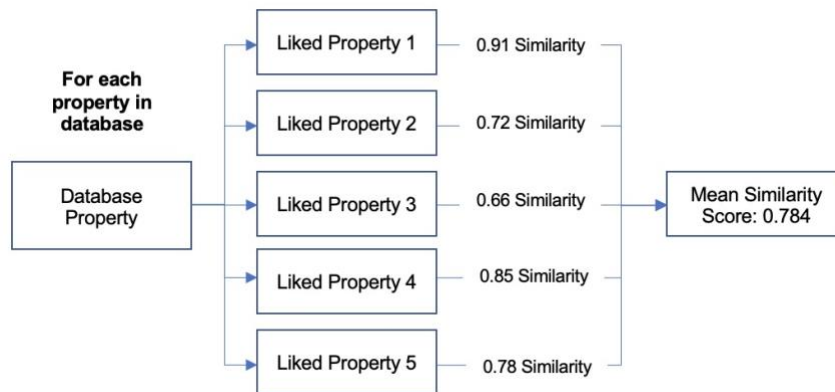 For each
property in
database
Database
Property
Liked Property 1
0.91 Similarity
Liked Property 2
0.72 Similarity
Liked Property 3
0.66 Similarity
Liked Property 4
0.85 Similarity
Liked Property 5
0.78 Similarity
Mean Similarity
Score: 0.784